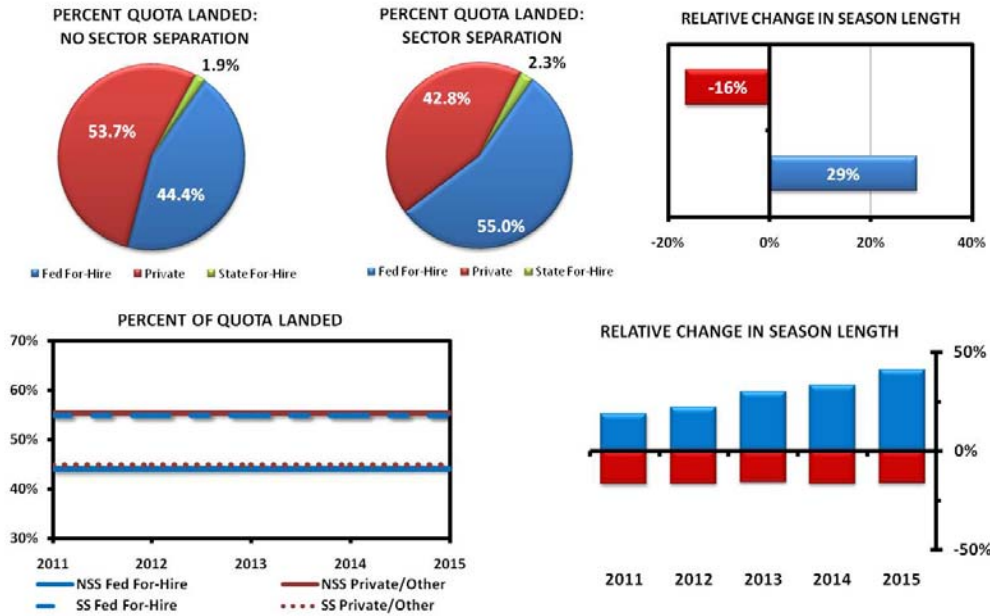 PERCENT QUOTA LANDED:
NO SECTOR SEPARATION
1.9%
53.7%
44.4%
Fed For-Hire Private State For-Hire
PERCENT QUOTA LANDED:
SECTOR SEPARATION
2.3%
42.8%
55.0%
Fed For-Hire Private State For-Hire
RELATIVE CHANGE IN SEASON LENGTH
-16%
29%
-20% 0% 20% 40%
PERCENT OF QUOTA LANDED
70%
60%
50%
40%
30%
2011 2012 2013 2014 2015
NSS Fed For-Hire NSS Private/Other
SS Fed For-Hire SS Private/Other
RELATIVE CHANGE IN SEASON LENGTH
50%
0%
-50%
2011 2012 2013 2014 2015